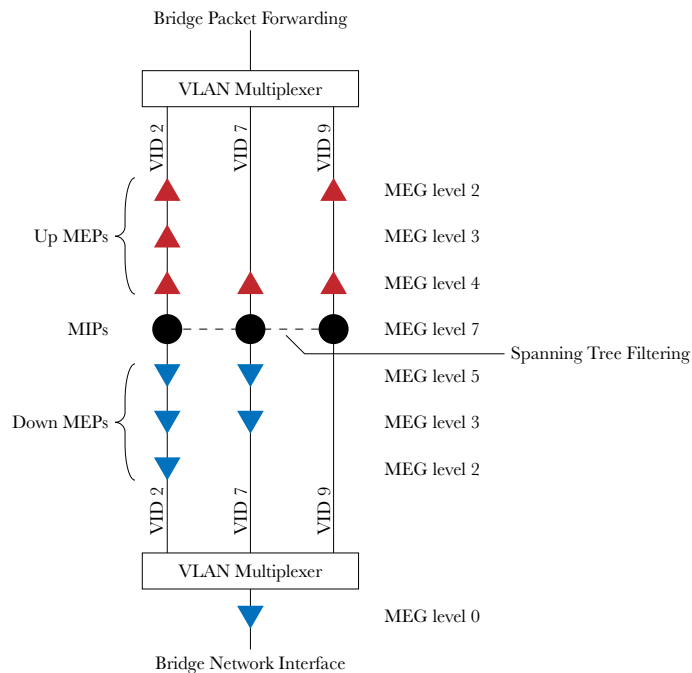 Bridge Packet Forwarding
VLAN Multiplexer
VID 2
VID 7
VID 9
MEG level 2
Up MEPs
MEG level 3
MEG level 4
MIPs
MEG level 7
Spanning Tree Filtering
MEG level 5
Down MEPs
MEG level 3
MEG level 2
VID 2
VID 7
VID 9
VLAN Multiplexer
MEG level 0
Bridge Network Interface